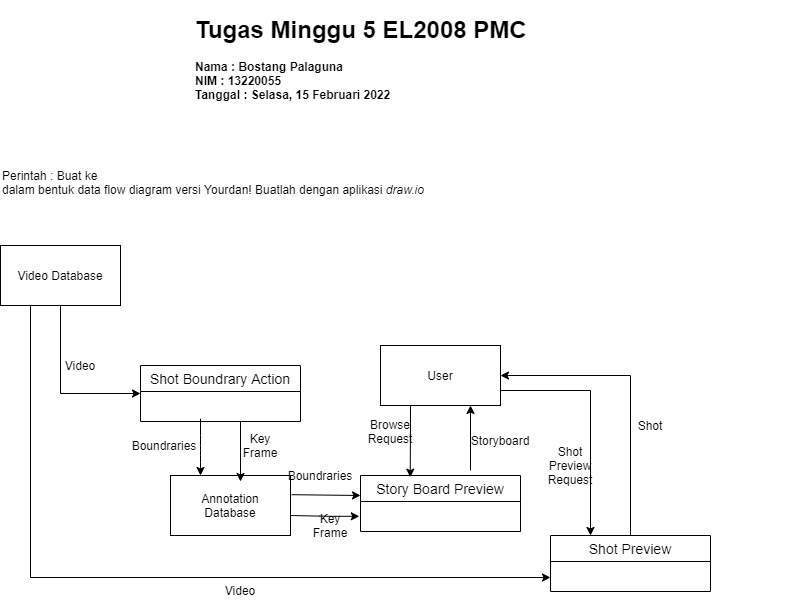 Tugas Minggu 5 EL2008 PMC
Nama : Bostang Palaguna
NIM : 13220055
Tanggal : Selasa, 15 Februari 2022
Perintah : Buat ke
dalam bentuk data flow diagram versi Yourdan! Buatlah dengan aplikasi draw.io
Video Database
Video
Shot Boundrary Action
User
Boundraries
Key
Frame
Browse
Request
Storyboard
Shot
Shot
Preview
Request
Annotation
Database
Boundraries
Key
Frame
Story Board Preview
Shot Preview
Video